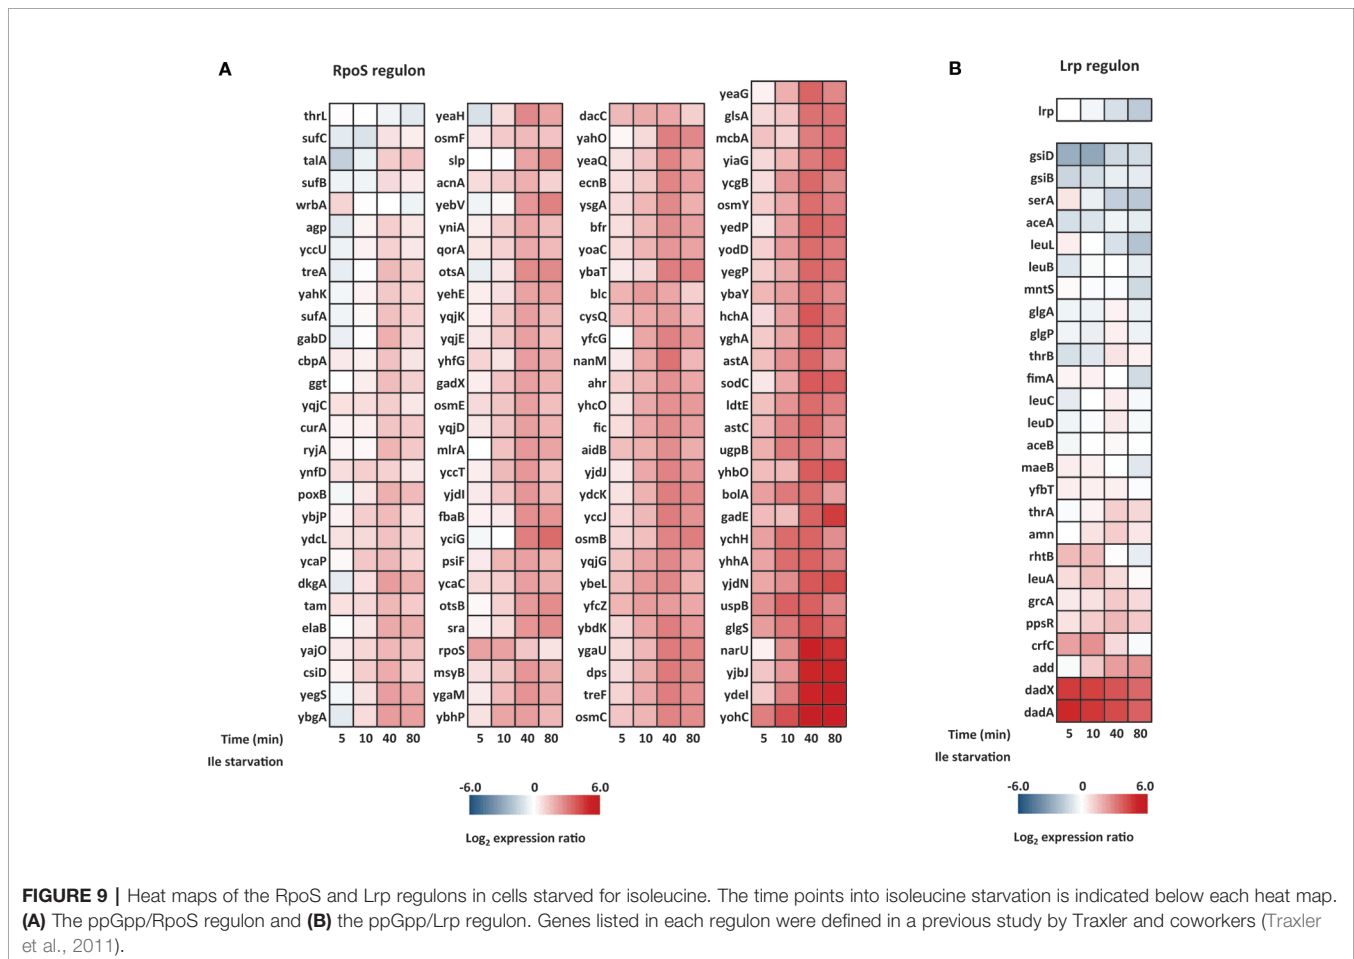 A
RpoS regulon
thrL
sufC
talA
sufB
wrbA
agp
yccU
treA
yahK
sufA
gabD
cbpA
ggt
yqjC
curA
ryjA
ynfD
poxB
ybjP
ydcL
ycaP
dkgA
tam
elaB
yajO
csiD
yegS
ybgA
5 10 40 80
yeaH
osmF
slp
acnA
yebV
yniA
qorA
otsA
yehE
yqjK
yqjE
yhfG
gadX
osmE
yqjD
mlrA
yccT
yjdI
fbaB
yciG
psiF
ycaC
otsB
sra
rpoS
msyB
ygaM
ybhP
5 10 40 80
dacC
yahO
yeaQ
ecnB
ysgA
bfr
yoaC
ybaT
blc
cysQ
yfcG
nanM
ahr
yhcO
fic
aidB
yjdJ
ydcK
yccJ
osmB
yqjG
ybeL
yfcZ
ybdK
ygaU
dps
treF
osmC
5 10 40 80
yeaG
glsA
mcbA
yiaG
ycgB
osmY
yedP
yodD
yegP
ybaY
hchA
yghA
astA
sodC
ldtE
astC
ugpB
yhbO
bolA
gadE
ychH
yhhA
yjdN
uspB
glgS
narU
yjbJ
ydeI
yohC
5 10 40 80
Time (min)
Ile starvation
-6.0 0 6.0
Log2 expression ratio
B
Lrp regulon
lrp
gsiD
gsiB
serA
aceA
leuL
leuB
mntS
glgA
glgP
thrB
fimA
leuC
leuD
aceB
maeB
yfbT
thrA
amn
rhtB
leuA
grcA
ppsR
crfC
add
dadX
dadA
Time (min) 5 10 40 80
Ile starvation
-6.0 0 6.0
Log2 expression ratio
FIGURE 9 | Heat maps of the RpoS and Lrp regulons in cells starved for isoleucine. The time points into isoleucine starvation is indicated below each heat map.
(A) The ppGpp/RpoS regulon and (B) the ppGpp/Lrp regulon. Genes listed in each regulon were defined in a previous study by Traxler and coworkers (Traxler
et al., 2011).